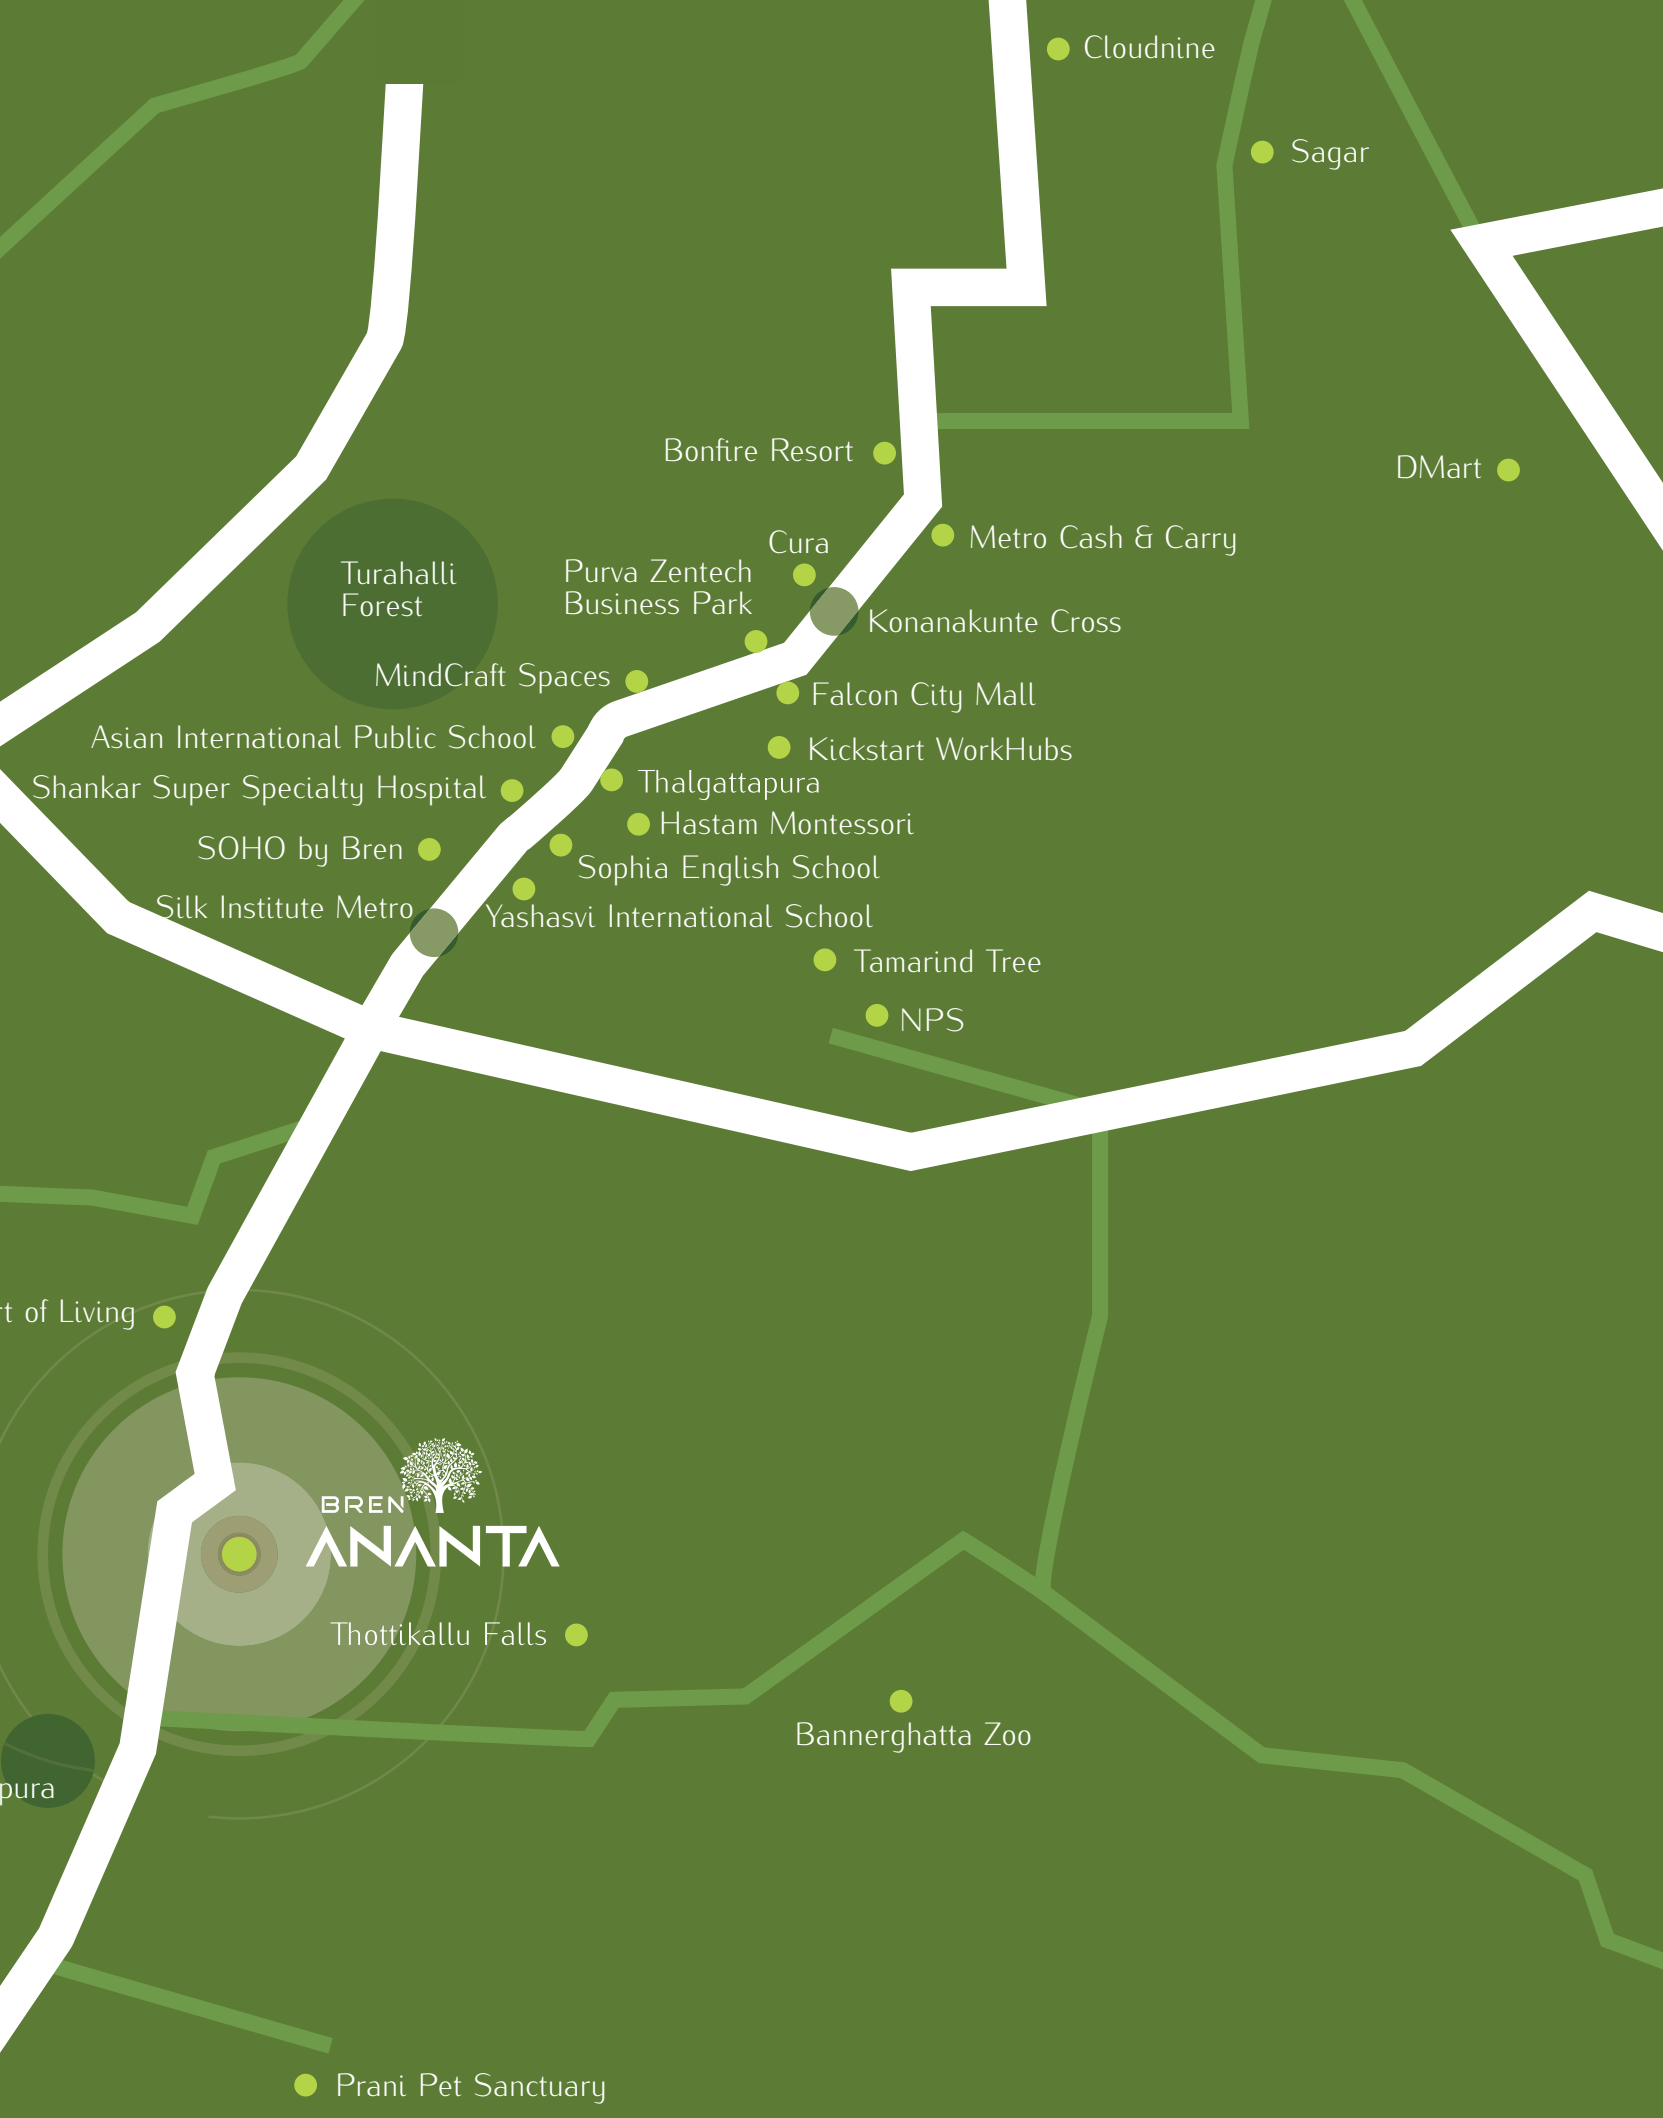 Cloudnine
Sagar
Bonfire Resort
DMart
Metro Cash & Carry
Cura
Turahalli
Forest
Purva Zentech
Business Park
Konanakunte Cross
MindCraft Spaces
Falcon City Mall
Asian International Public School
Kickstart WorkHubs
Shankar Super Specialty Hospital
Thalgattapura
Hastam Montessori
SOHO by Bren
Sophia English School
Silk Institute Metro
Yashasvi International School
Tamarind Tree
NPS
of Living
BREN
ANANTA
Thottikallu Falls
Bannerghatta Zoo
pura
Prani Pet Sanctuary